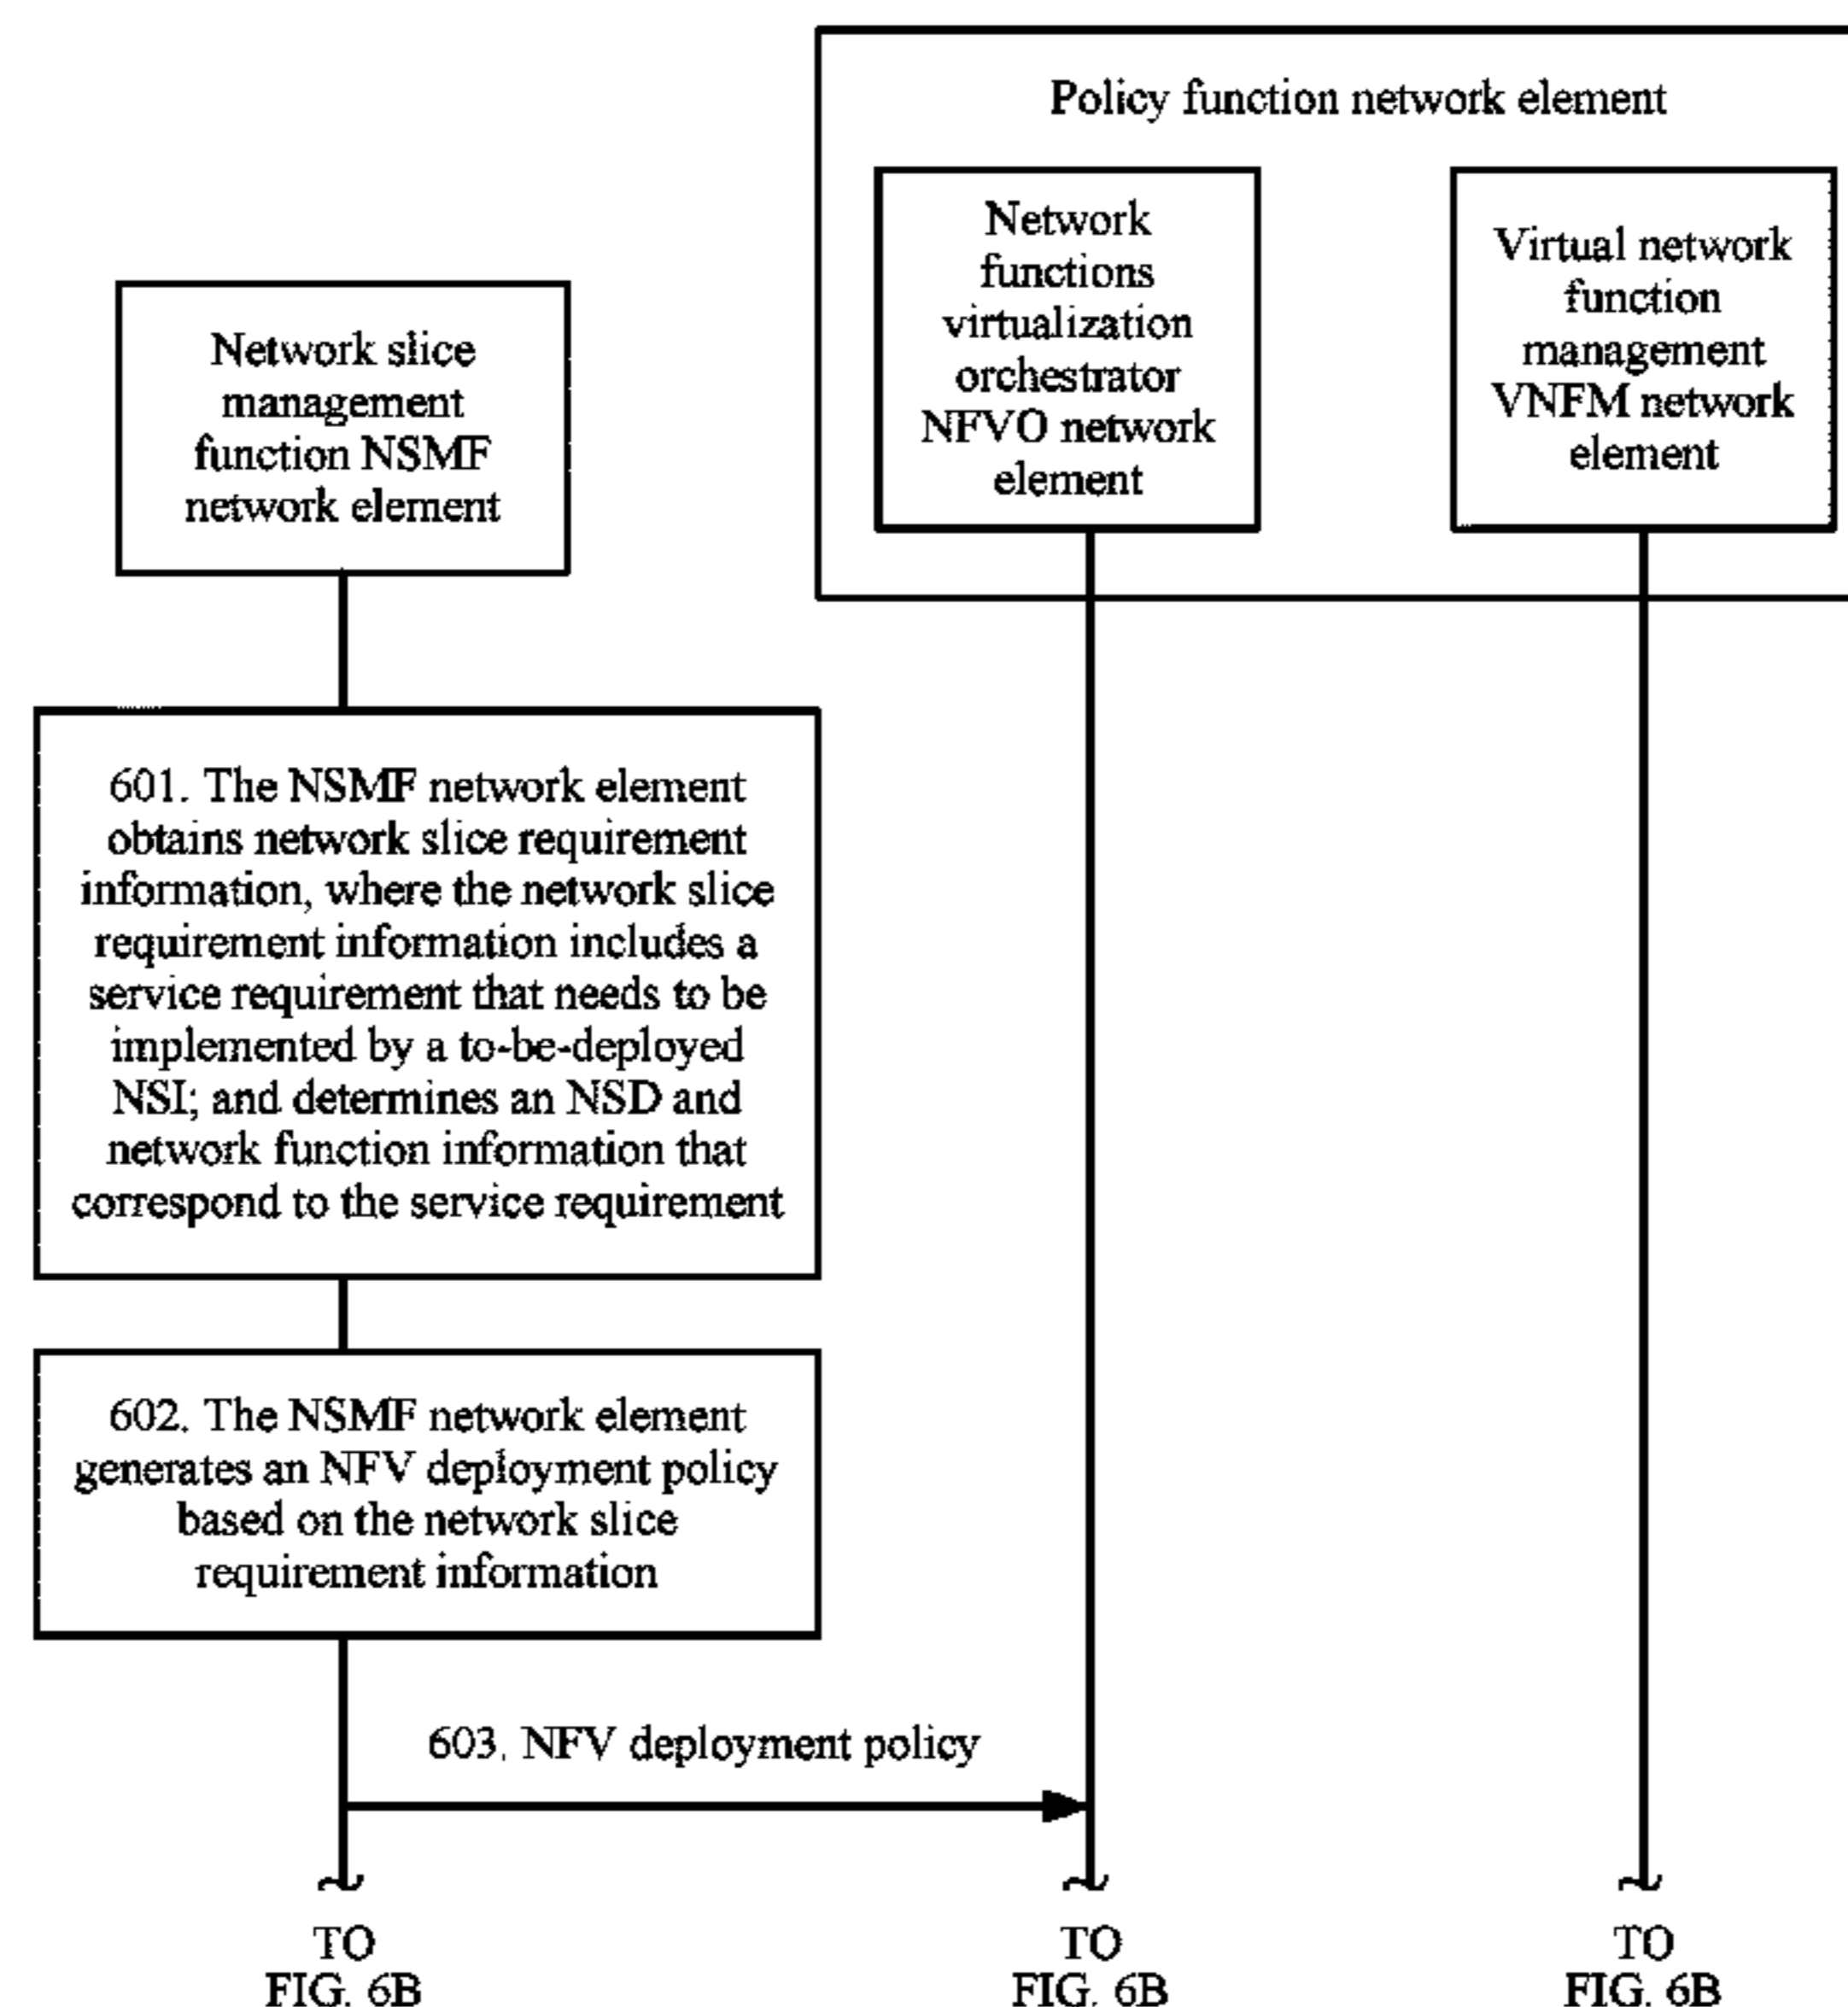 Policy function network element
Network
functions
virtualization
orchestrator
NFVO network
element
Virtual network
function
management
VNFM network
element
Network slice
management
function NSMF
network element
601. The NSMF network element
obtains network slice requirement
information, where the network slice
requirement information includes a
service requirement that needs to be
implemented by a to-be-deployed
NSI; and determines an NSD and
network function information that
correspond to the service requirement
602. The NSMF network element
generates an NFV deployment policy
based on the network slice
requirement information
603. NFV deployment policy
TO
FIG. 6B
TO
FIG. 6B
TO
FIG. 6B